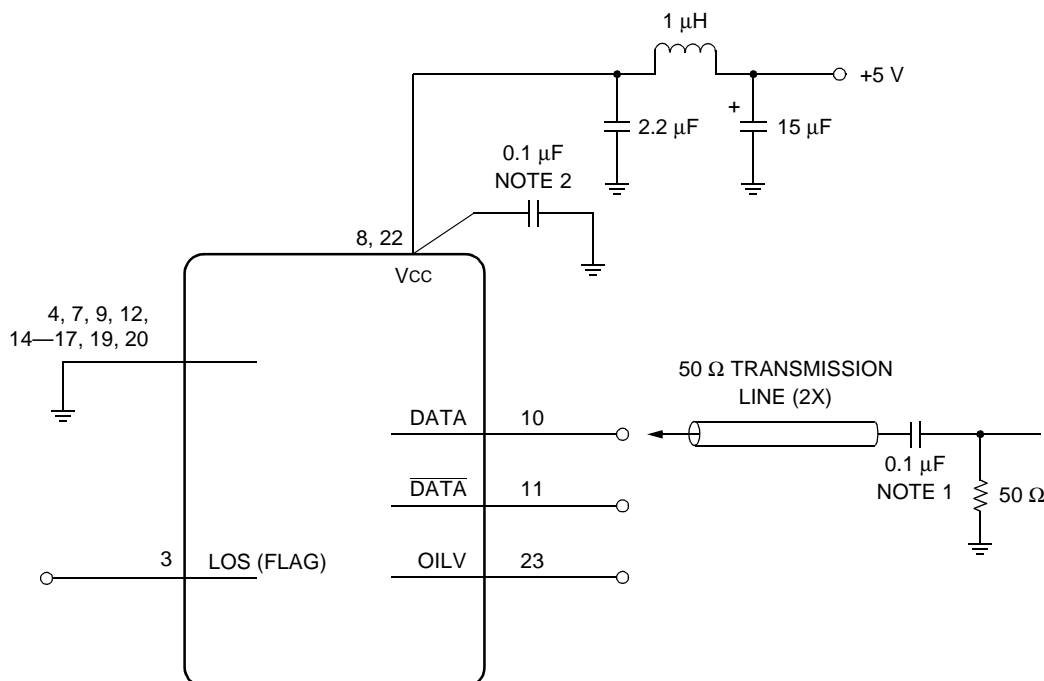 1 μH
+5 V
+
2.2 μF
15 μF
0.1 μF
NOTE 2
8, 22
VCC
4, 7, 9, 12,
14—17, 19, 20
50 Ω TRANSMISSION
LINE (2X)
DATA 10
0.1 μF
NOTE 1
50 Ω
DATA 11
3 LOS (FLAG)
OILV 23